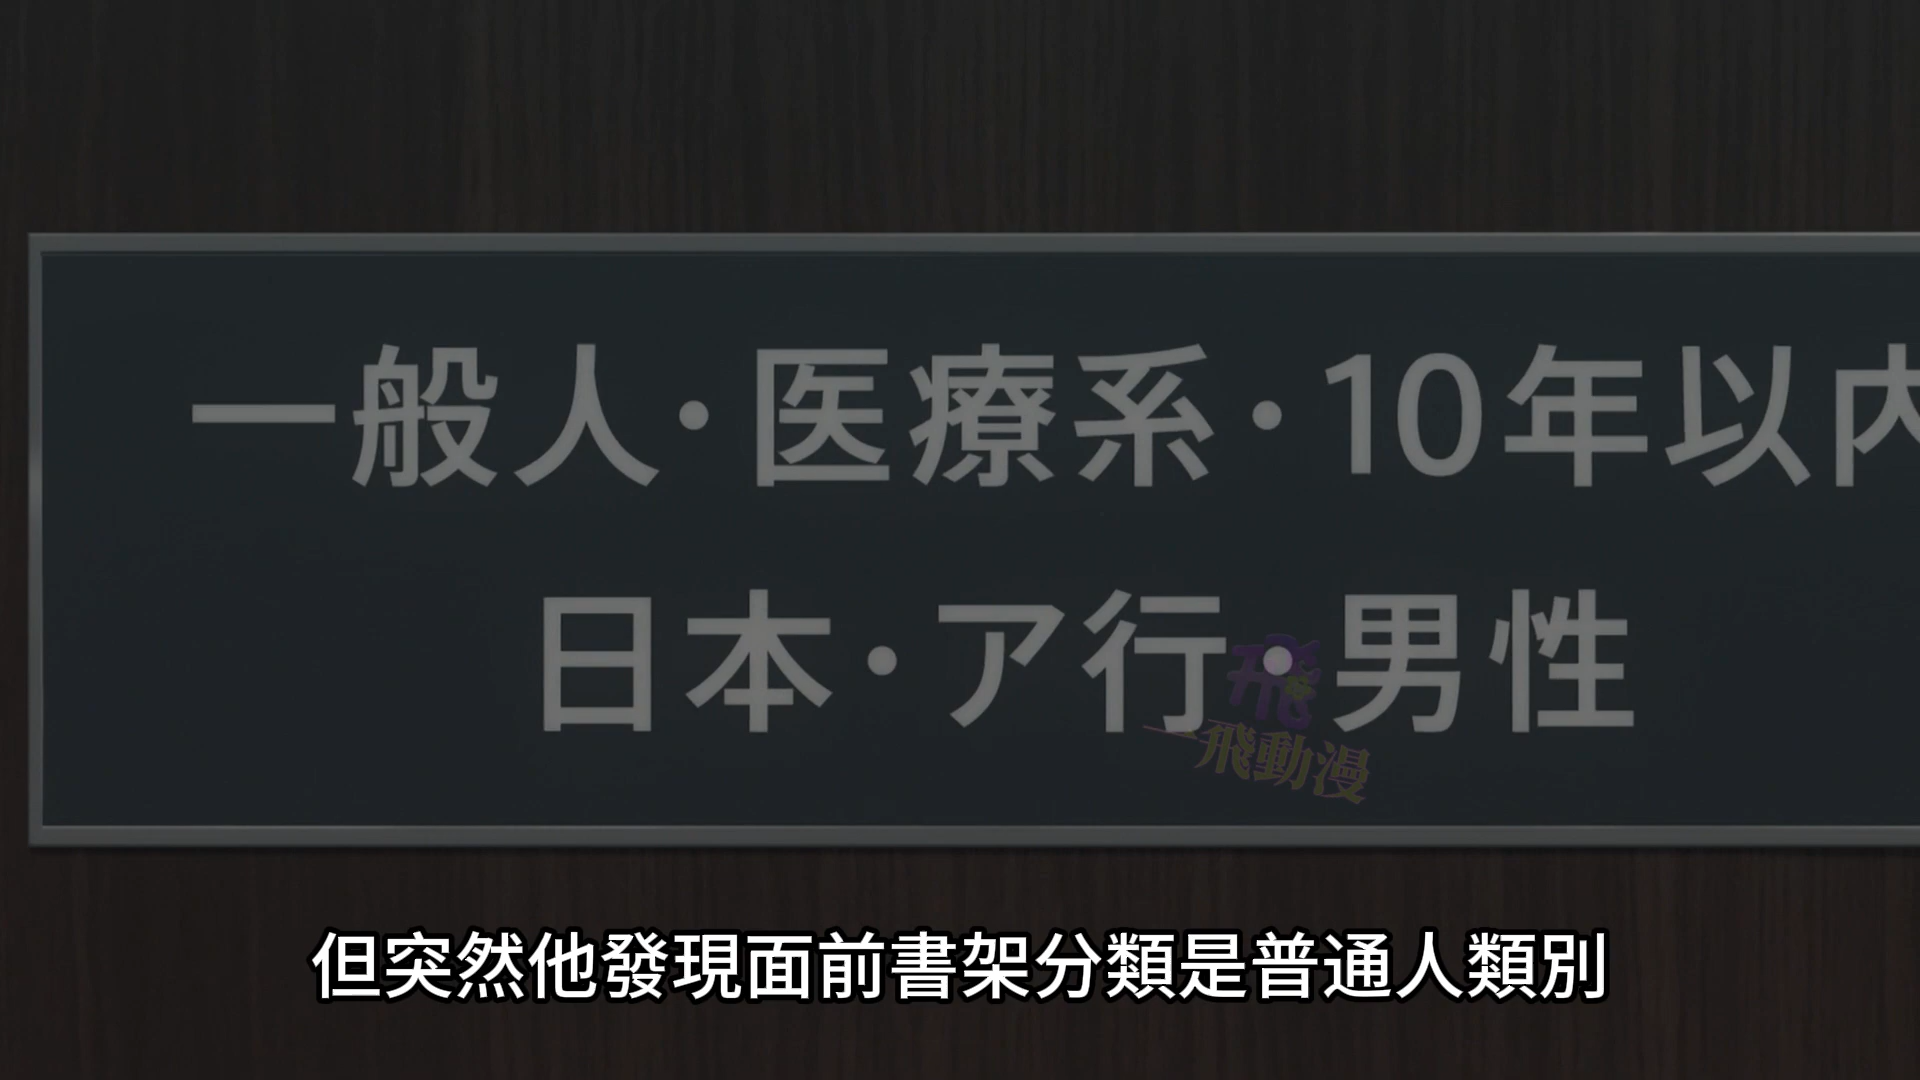 一般人・医療系・10年以内
日本・ア行・男性
飛
一飛動漫
但突然他發現面前書架分類是普通人類別